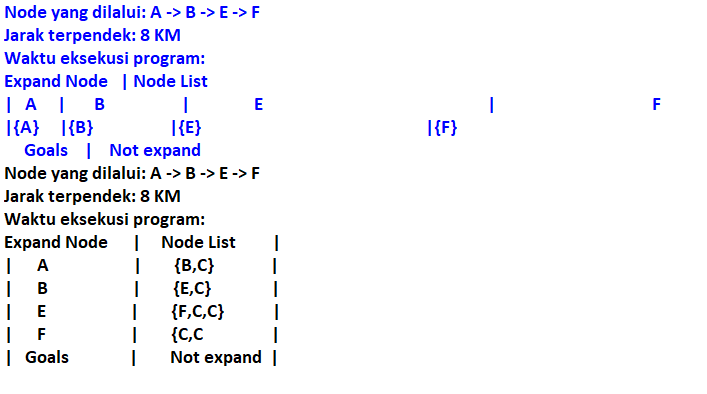 Node yang dilalui: A -> B -> E -> F
Jarak terpendek: 8 KM
Waktu eksekusi program:
Expand Node | Node List
| A | B | E | F
|{A} |{B} |{E} |{F}
Goals | Not expand
Node yang dilalui: A -> B -> E -> F
Jarak terpendek: 8 KM
Waktu eksekusi program:
Expand Node | Node List |
| A | {B,C} |
| B | {E,C} |
| E | {F,C,C} |
| F | {C,C |
| Goals | Not expand |